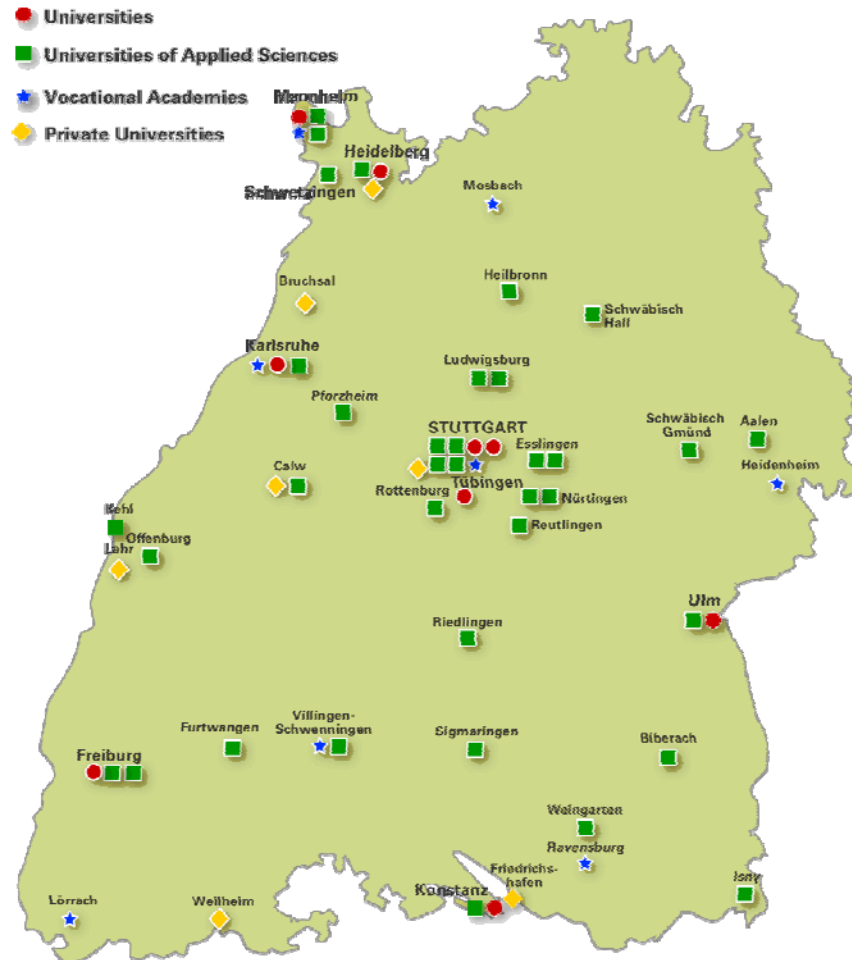 Universities
Universities of Applied Sciences
Vocational Academies
Private Universities
Mannheim
Heidelberg
Schwetzingen
Mosbach
Bruchsal
Heilbronn
Schwäbisch
Hall
Karlsruhe
Ludwigsburg
Pforzheim
STUTTGART
Schwäbisch
Gmünd
Aalen
Esslingen
Heidenheim
Calw
Tübingen
Rottenburg
Nürtingen
Reutlingen
Kehl
Offenburg
Lahr
Ulm
Riedlingen
Villingen-
Schwenningen
Furtwangen
Sigmaringen
Biberach
Freiburg
Weingarten
Ravensburg
Friedrichs-
hafen
Konstanz
Isny
Lörrach
Weilheim